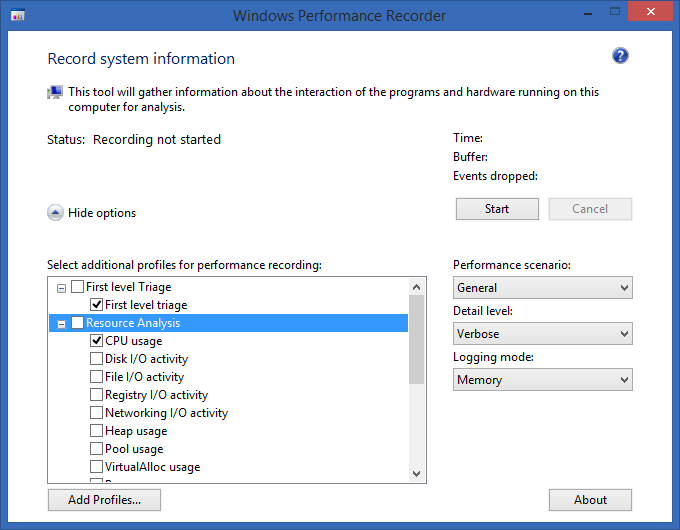 Windows Performance Recorder
Record system information
This tool will gather information about the interaction of the programs and hardware running on this
computer for analysis.
Status: Recording not started
Time:
Buffer:
Events dropped:
Hide options
Start
Cancel
Select additional profiles for performance recording:
First level Triage
First level triage
Resource Analysis
CPU usage
Disk I/O activity
File I/O activity
Registry I/O activity
Networking I/O activity
Heap usage
Pool usage
VirtualAlloc usage
Performance scenario:
General
Detail level:
Verbose
Logging mode:
Memory
Add Profiles...
About